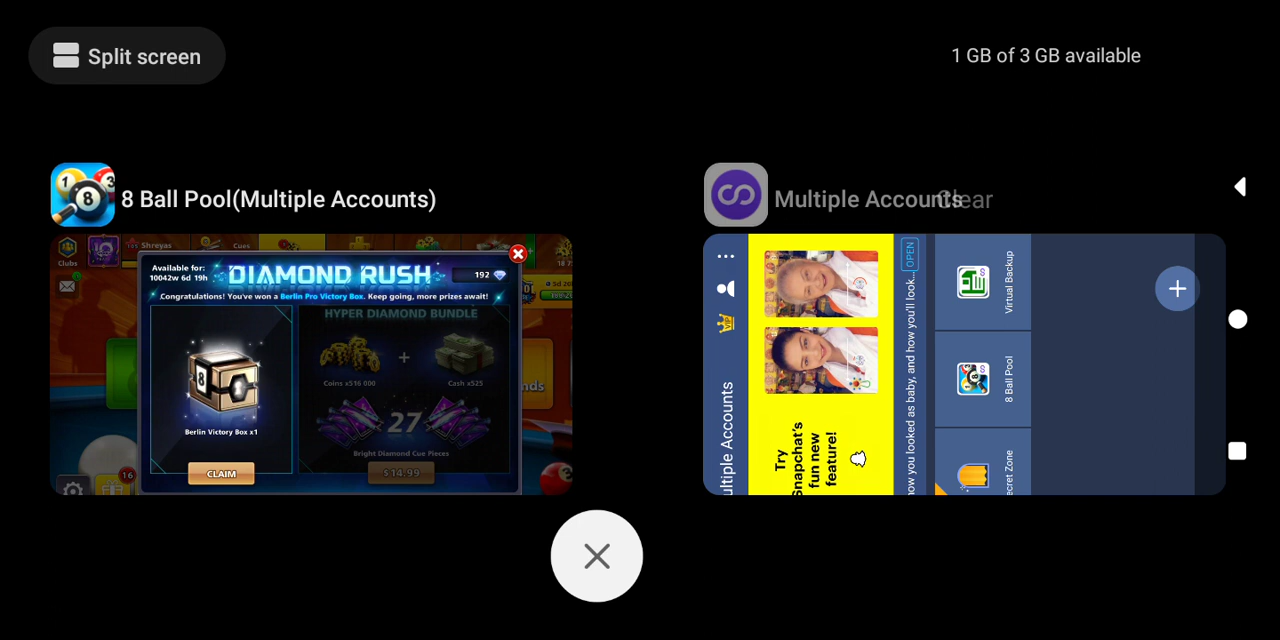 Split screen
1 GB of 3 GB available
8 Ball Pool(Multiple Accounts)
Clubs
Shreyas
Cues
Available for:
10042w 6d 19h
DIAMOND RUSH
192
Congratulations! You've won a Berlin Pro Victory Box. Keep going, more prizes await!
HYPER DIAMOND BUNDLE
8
Coins x516 000
+
Cash x525
27
Berlin Victory Box x1
Bright Diamond Cue Pieces
CLAIM
$14.99
16
Multiple Accounts
Clear
ultiple Accounts
VIP
Try
Snapchat's
fun new
feature!
how you looked as baby, and how you'll look...
OPEN
Virtual Backup
8 Ball Pool
ecret Zone